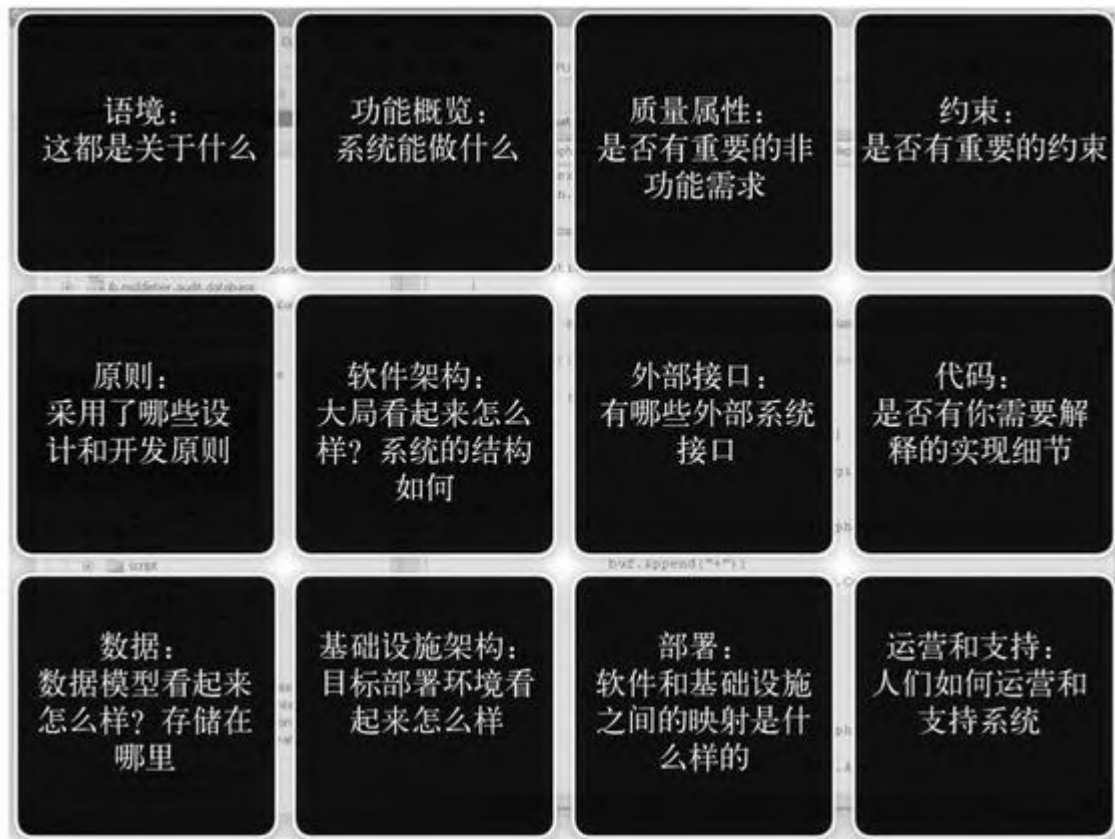 语境：
这都是关于什么
功能概览：
系统能做什么
质量属性：
是否有重要的非
功能需求
约束：
是否有重要的约束
ib.middletier.audit.database
原则：
采用了哪些设
计和开发原则
软件架构：
大局看起来怎么
样？系统的结构
如何
外部接口：
有哪些外部系统
接口
代码：
是否有你需要解
释的实现细节
script
buf.append("+");
数据：
数据模型看起来
怎么样？存储在
哪里
基础设施架构：
目标部署环境看
起来怎么样
部署：
软件和基础设施
之间的映射是什
么样的
运营和支持：
人们如何运营和
支持系统